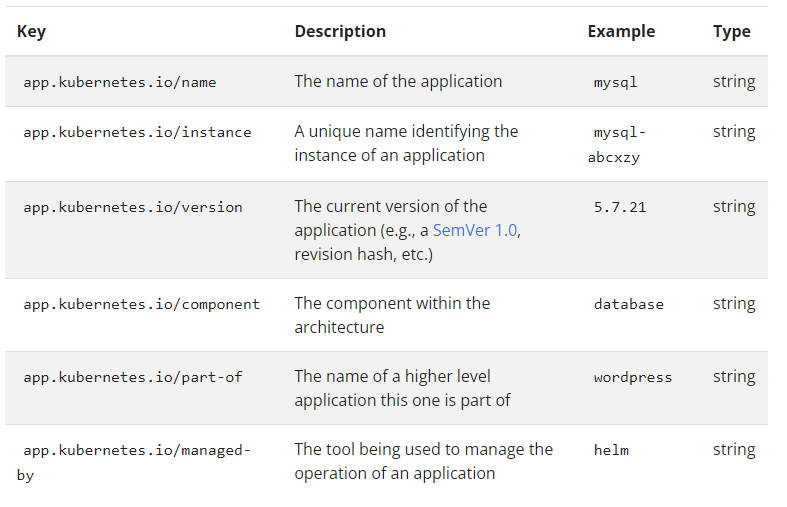 Key Description Example Type
app.kubernetes.io/name The name of the application mysql string
app.kubernetes.io/instance A unique name identifying the mysql- string
instance of an application abcxzy
app.kubernetes.io/version The current version of the 5.7.21 string
application (e.g., a SemVer 1.0,
revision hash, etc.)
app.kubernetes.io/component The component within the database string
architecture
app.kubernetes.io/part-of The name of a higher level wordpress string
application this one is part of
app.kubernetes.io/managed- The tool being used to manage the helm string
by operation of an application